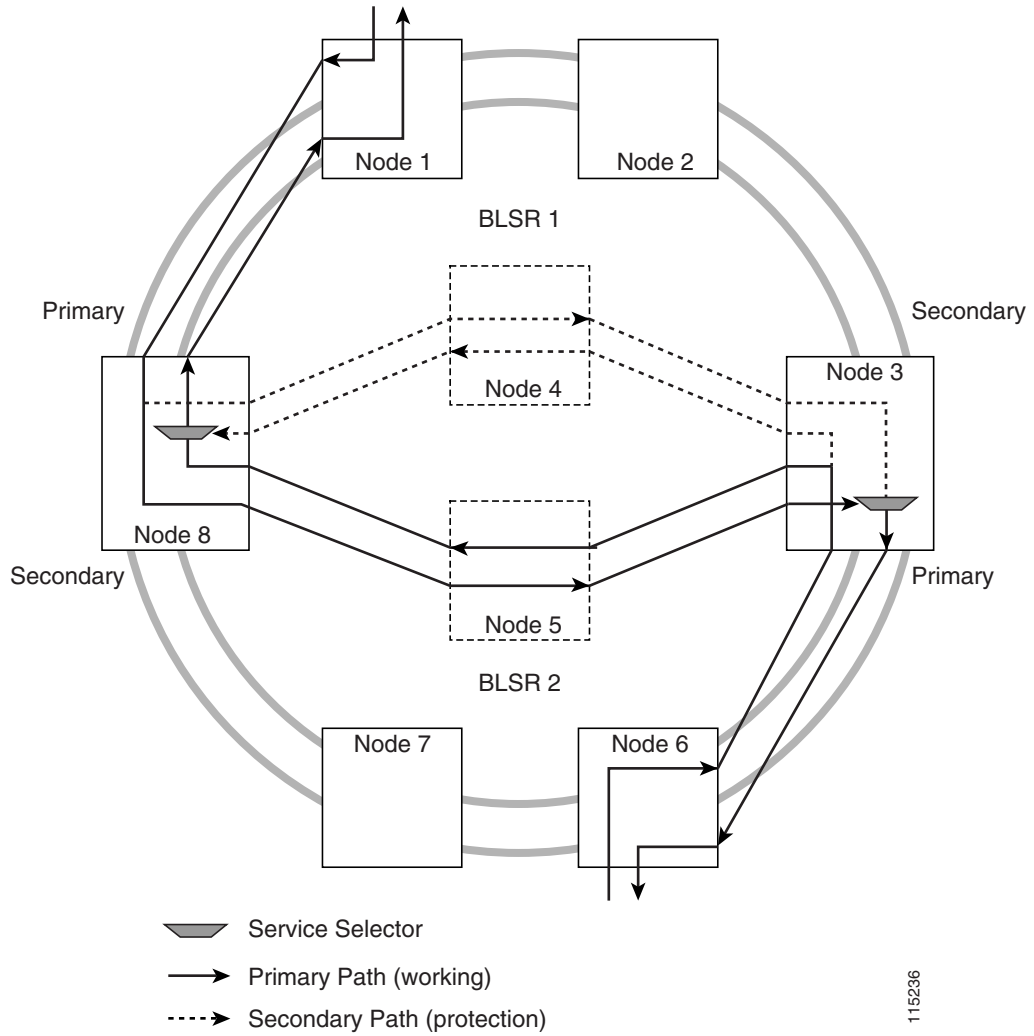 Node 1
Node 2
BLSR 1
Primary
Secondary
Node 3
Node 4
Node 8
Secondary
Primary
Node 5
BLSR 2
Node 7
Node 6
Service Selector
Primary Path (working)
Secondary Path (protection)
115236